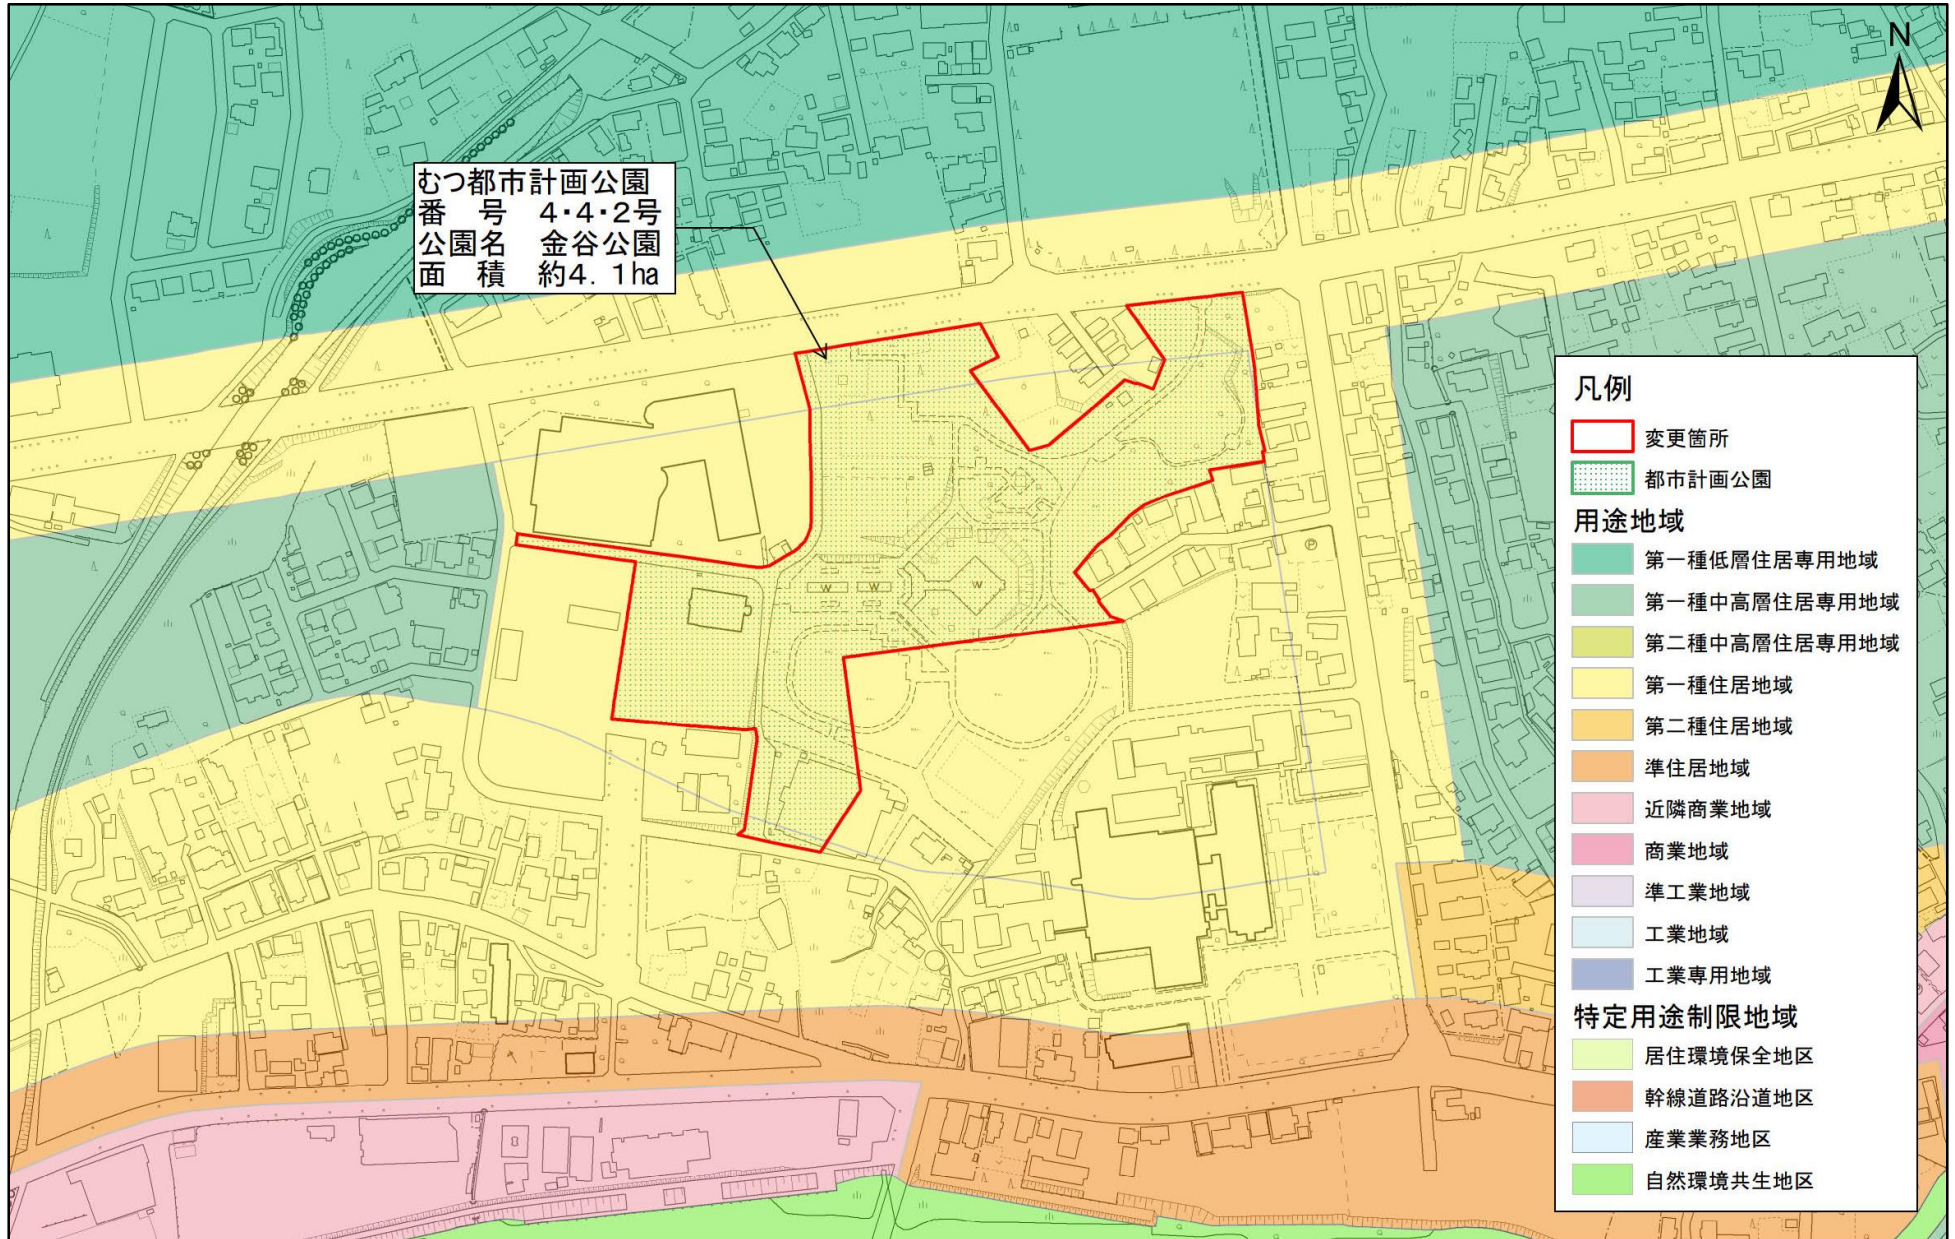 N
むつ都市計画公園
番　号　4・4・2号
公園名　金谷公園
面　積　約4．1ha
W W W
P
凡例
変更箇所
都市計画公園
用途地域
第一種低層住居専用地域
第一種中高層住居専用地域
第二種中高層住居専用地域
第一種住居地域
第二種住居地域
準住居地域
近隣商業地域
商業地域
準工業地域
工業地域
工業専用地域
特定用途制限地域
居住環境保全地区
幹線道路沿道地区
産業業務地区
自然環境共生地区